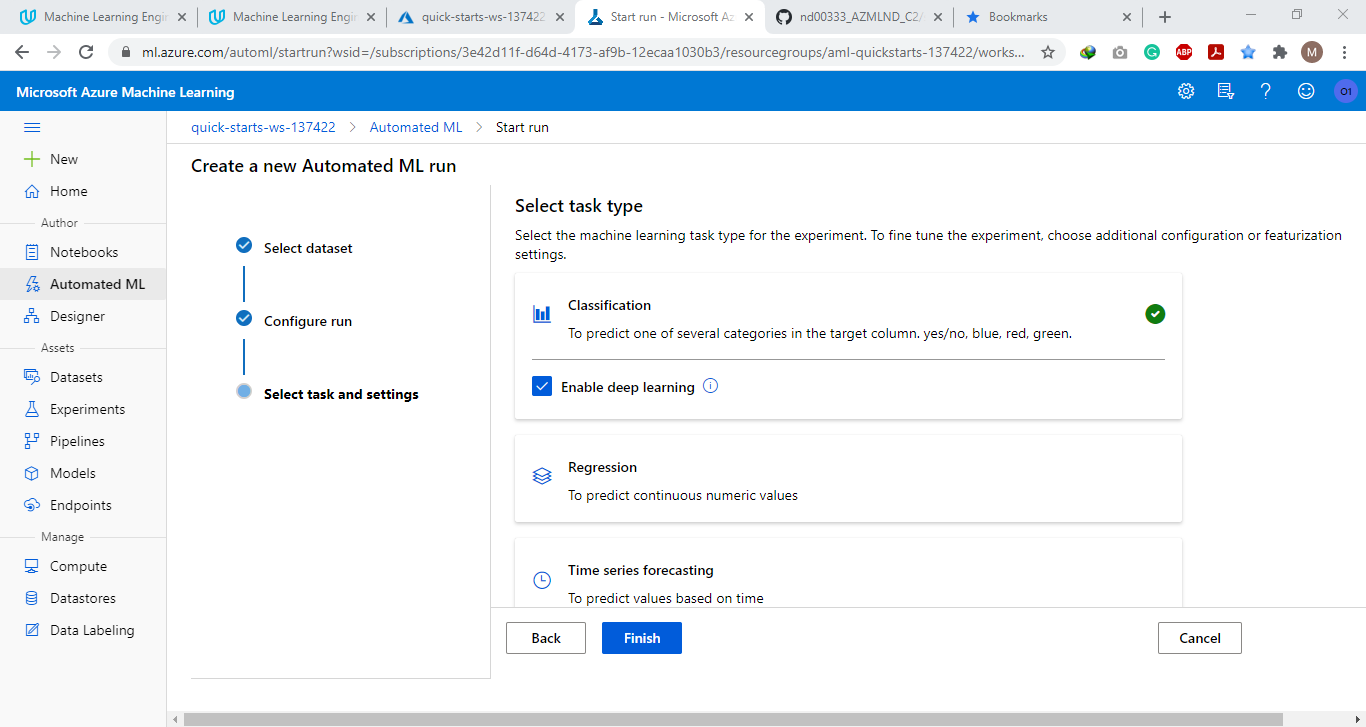 Machine Learning Engi
Machine Learning Engi
quick-starts-ws-137422
Start run - Microsoft Az
nd00333_AZMLND_C2/
Bookmarks
ml.azure.com/automl/startrun?wsid=/subscriptions/3e42d11f-d64d-4173-af9b-12ecaa1030b3/resourcegroups/aml-quickstarts-137422/works...
ABP
M
Microsoft Azure Machine Learning
O1
quick-starts-ws-137422 > Automated ML > Start run
New
Home
Author
Notebooks
Automated ML
Designer
Assets
Datasets
Experiments
Pipelines
Models
Endpoints
Manage
Compute
Datastores
Data Labeling
Create a new Automated ML run
Select dataset
Configure run
Select task and settings
Select task type
Select the machine learning task type for the experiment. To fine tune the experiment, choose additional configuration or featurization
settings.
Classification
To predict one of several categories in the target column. yes/no, blue, red, green.
Enable deep learning
Regression
To predict continuous numeric values
Time series forecasting
To predict values based on time
Back
Finish
Cancel